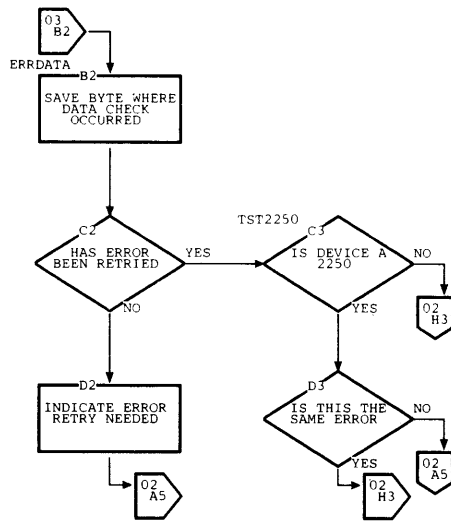 03
B2
ERRDATA
B2
SAVE BYTE WHERE
DATA CHECK
OCCURRED
C2
HAS ERROR
BEEN RETRIED
YES
NO
TST2250
C3
IS DEVICE A
2250
NO
02
H3
YES
D2
INDICATE ERROR
RETRY NEEDED
02
A5
D3
IS THIS THE
SAME ERROR
NO
02
A5
YES
02
H3